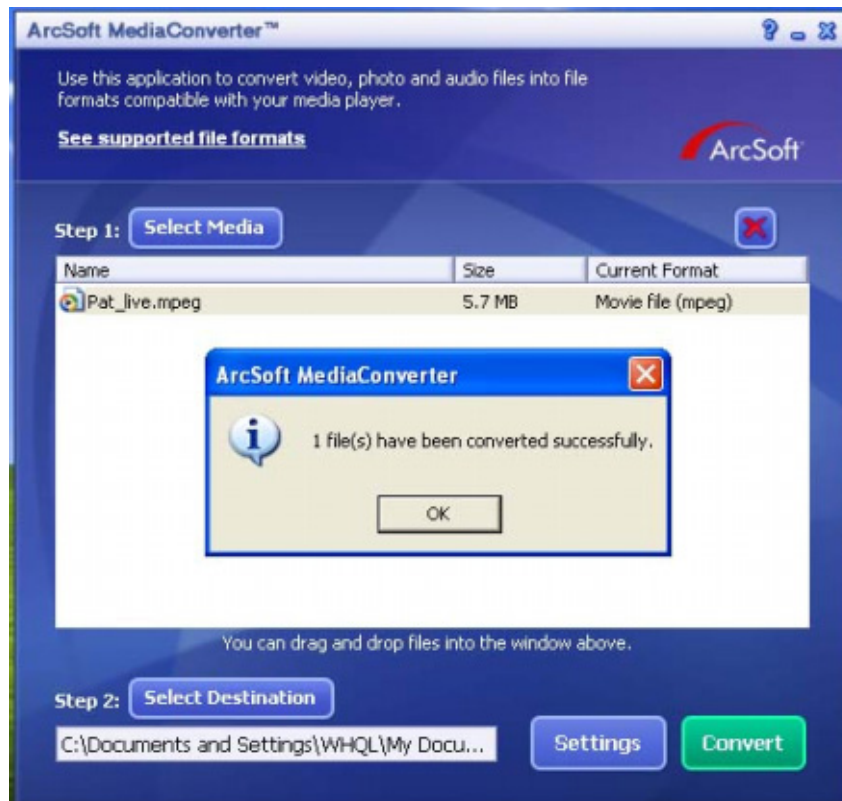 ArcSoft MediaConverter™
Use this application to convert video, photo and audio files into file
formats compatible with your media player.
See supported file formats
ArcSoft
Step 1: Select Media
Name Size Current Format
Pat_live.mpeg 5.7 MB Movie file (mpeg)
ArcSoft MediaConverter
1 file(s) have been converted successfully.
OK
You can drag and drop files into the window above.
Step 2: Select Destination
C:\Documents and Settings\WHQL\My Docu...
Settings
Convert